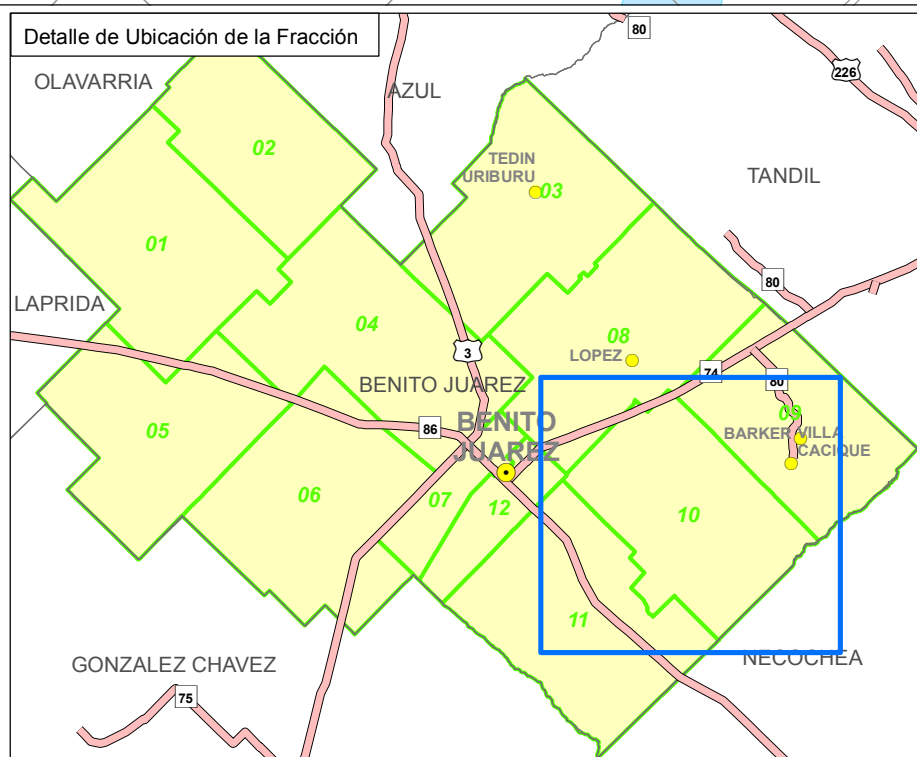 Detalle de Ubicación de la Fracción
80
OLAVARRIA
AZUL
226
02
TEDIN
URIBURU
03
TANDIL
01
80
LAPRIDA
04
08
3
LOPEZ
74
BENITO JUAREZ
80
09
86
BENITO
JUAREZ
BARKER VILLA
CACIQUE
05
06
07
12
10
11
GONZALEZ CHAVEZ
NECOCHEA
75